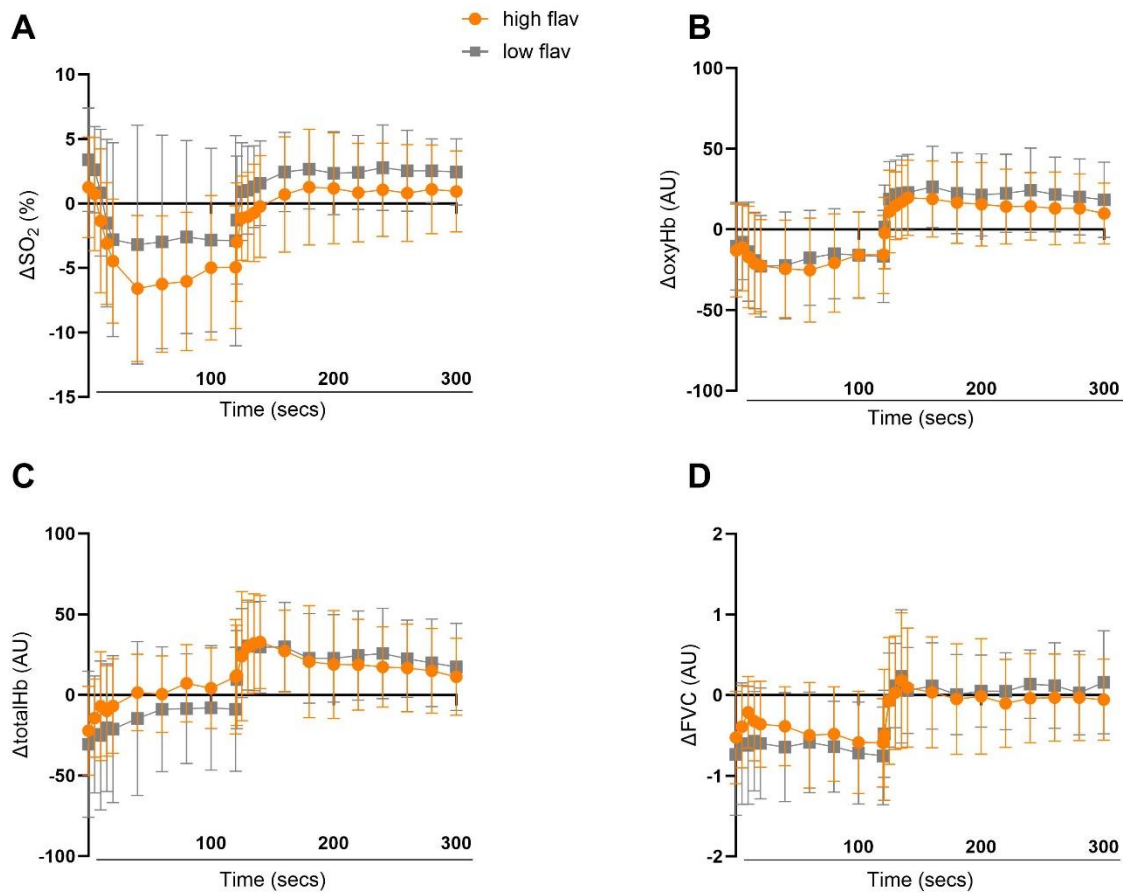 high flav
low flav
A
10
5
0
-5
-10
-15
ΔSO₂ (%)
100
200
300
Time (secs)
B
100
50
0
-50
-100
ΔoxyHb (AU)
100
200
300
Time (secs)
C
100
50
0
-50
-100
ΔtotalHb (AU)
100
200
300
Time (secs)
D
2
1
0
-1
-2
ΔFVC (AU)
100
200
300
Time (secs)